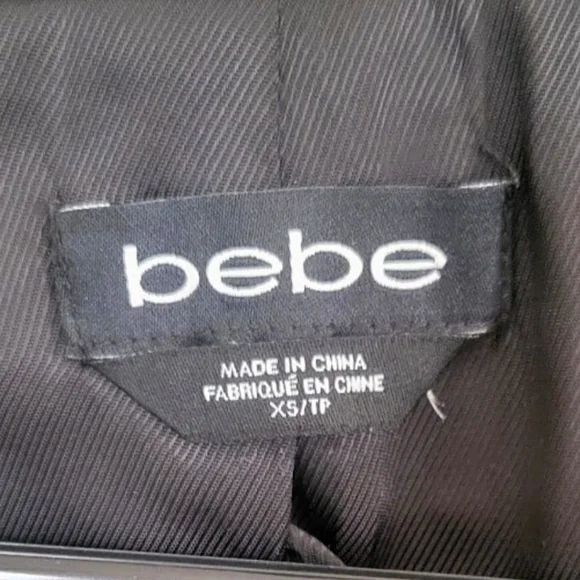 bebe
MADE IN CHINA
FABRIQUÉ EN CHINE
XS/TP